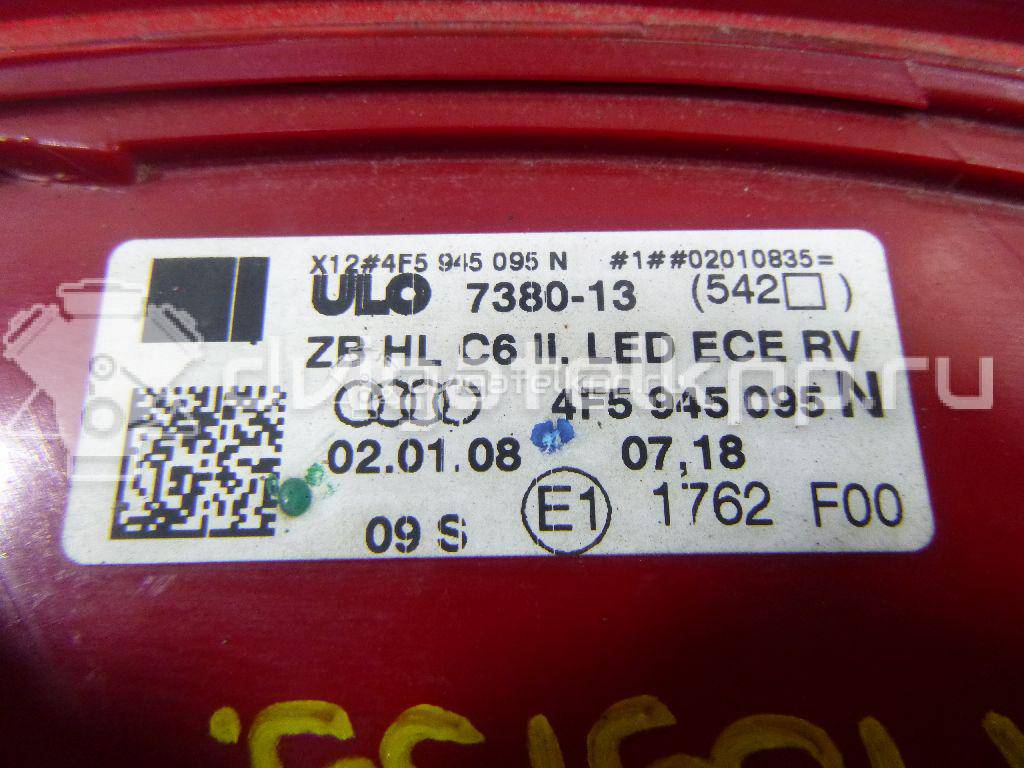 X12#4F5 945 095 N #1##02010835=
ULO 7380-13 (542□)
ZB HL C6 II. LED ECE RV
4F5 945 095 N
02.01.08 07,18
09 S E1 1762 F00